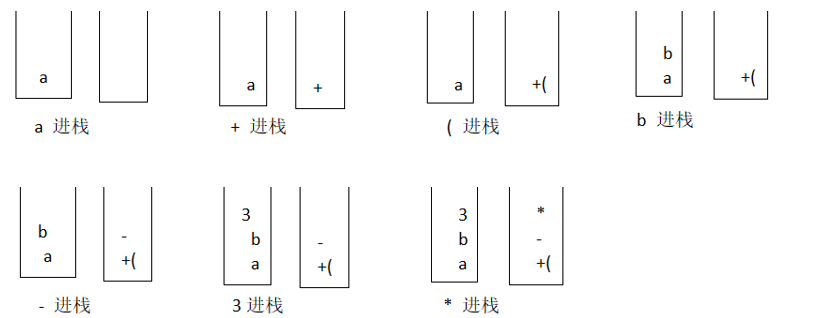 b
a a + a +( a +(
a 进栈 + 进栈 ( 进栈 b 进栈
3 3 *
b - b - b -
a +( a +( a +(
- 进栈 3 进栈 * 进栈